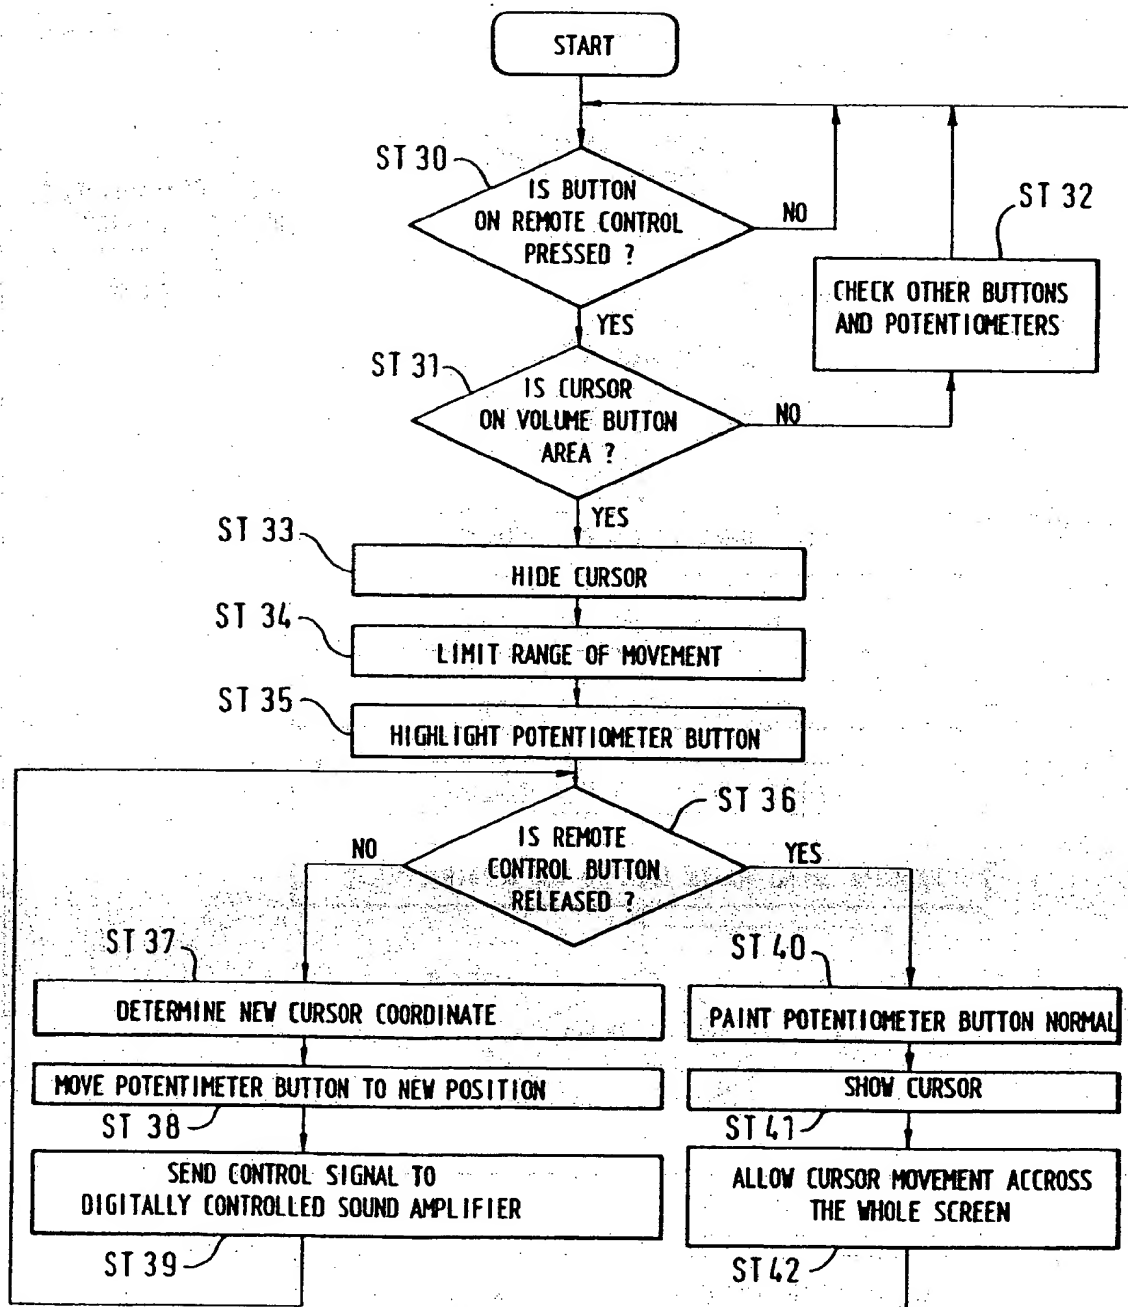 START
ST 30
IS BUTTON
ON REMOTE CONTROL
PRESSED ?
NO
ST 32
CHECK OTHER BUTTONS
AND POTENTIOMETERS
YES
ST 31
IS CURSOR
ON VOLUME BUTTON
AREA ?
NO
YES
ST 33
HIDE CURSOR
ST 34
LIMIT RANGE OF MOVEMENT
ST 35
HIGHLIGHT POTENTIOMETER BUTTON
ST 36
IS REMOTE
CONTROL BUTTON
RELEASED ?
NO
YES
ST 37
DETERMINE NEW CURSOR COORDINATE
MOVE POTENTIMETER BUTTON TO NEW POSITION
ST 38
SEND CONTROL SIGNAL TO
DIGITALLY CONTROLLED SOUND AMPLIFIER
ST 39
ST 40
PAINT POTENTIOMETER BUTTON NORMAL
SHOW CURSOR
ST 41
ALLOW CURSOR MOVEMENT ACCROSS
THE WHOLE SCREEN
ST 42